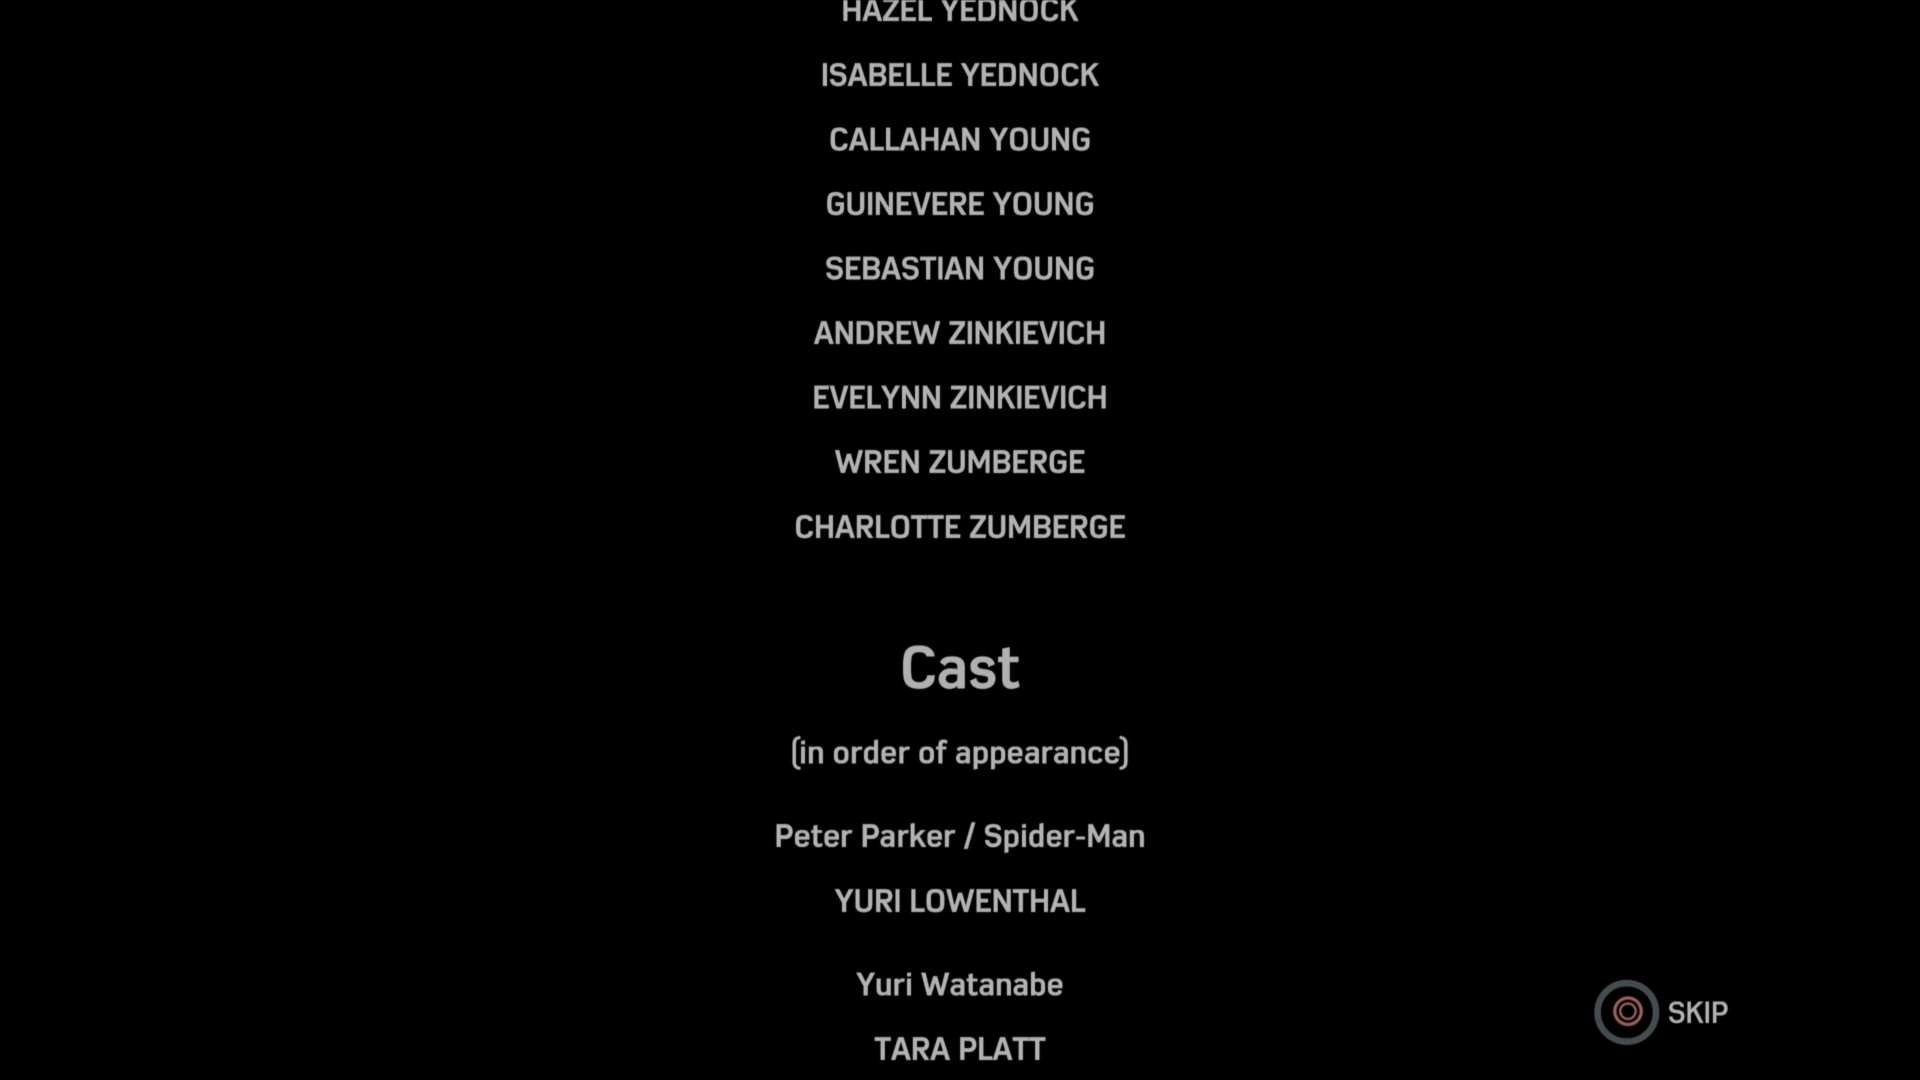 HAZEL YEDNOCK
ISABELLE YEDNOCK
CALLAHAN YOUNG
GUINEVERE YOUNG
SEBASTIAN YOUNG
ANDREW ZINKIEVICH
EVELYNN ZINKIEVICH
WREN ZUMBERGE
CHARLOTTE ZUMBERGE
Cast
(in order of appearance)
Peter Parker / Spider-Man
YURI LOWENTHAL
Yuri Watanabe
TARA PLATT
SKIP